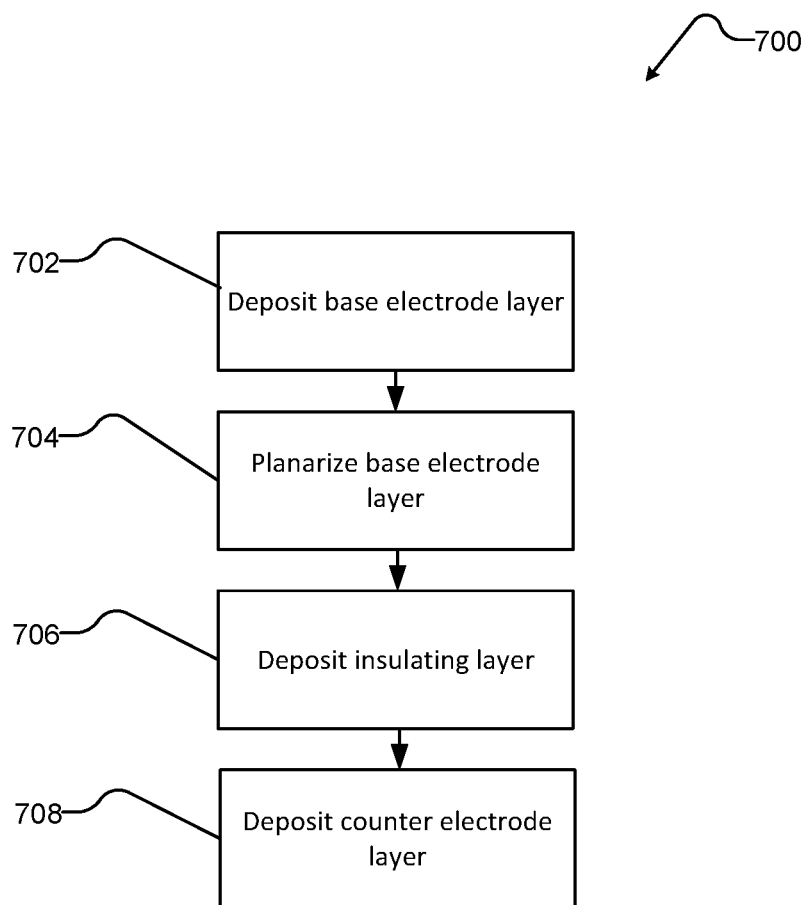 700
702
Deposit base electrode layer
704
Planarize base electrode
layer
706
Deposit insulating layer
708
Deposit counter electrode
layer